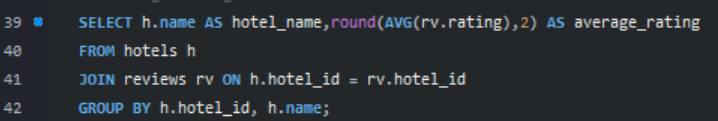 39 SELECT h.name AS hotel_name,round(AVG(rv.rating),2) AS average_rating
40 FROM hotels h
41 JOIN reviews rv ON h.hotel_id = rv.hotel_id
42 GROUP BY h.hotel_id, h.name;